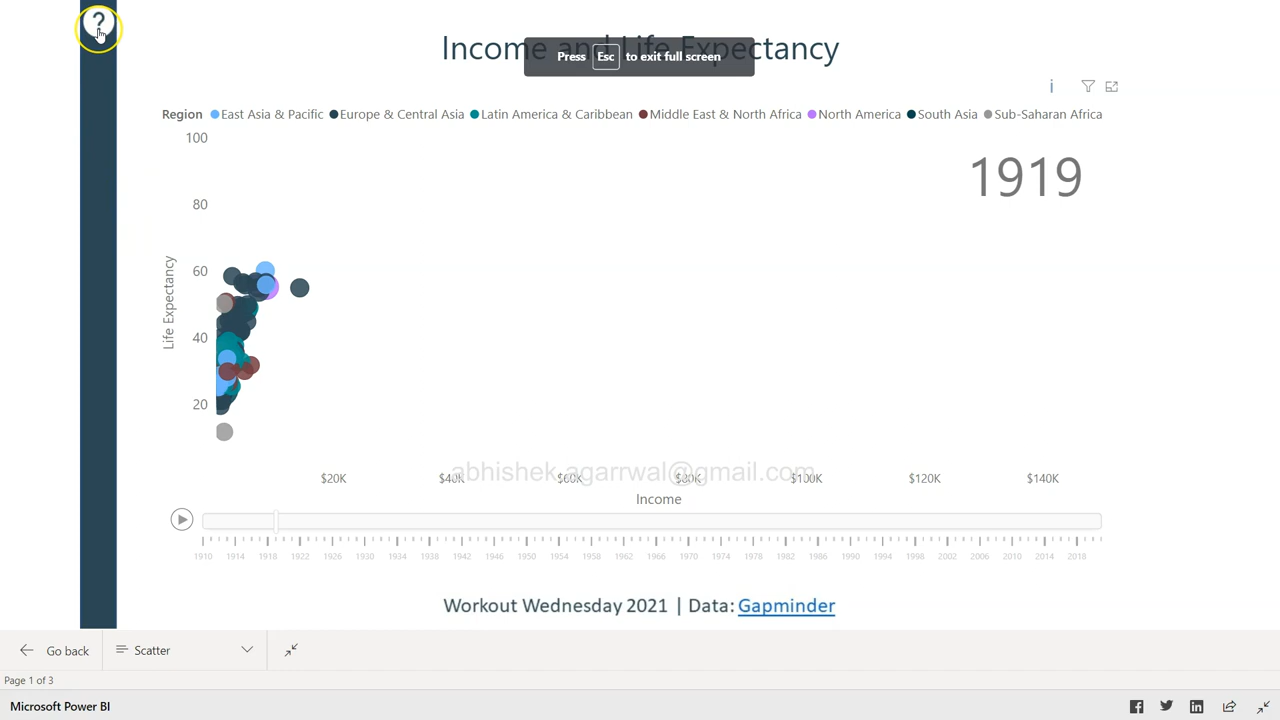 ?
Income and Life Expectancy
Press Esc to exit full screen
i
Region East Asia & Pacific Europe & Central Asia Latin America & Caribbean Middle East & North Africa North America South Asia Sub-Saharan Africa
100
1919
80
60
40
20
Life Expectancy
abhishek.agarrwal@gmail.com
$20K $40K $60K $80K $100K $120K $140K
Income
1910 1914 1918 1922 1926 1930 1934 1938 1942 1946 1950 1954 1958 1962 1966 1970 1974 1978 1982 1986 1990 1994 1998 2002 2006 2010 2014 2018
Workout Wednesday 2021 | Data: Gapminder
Go back Scatter
Page 1 of 3
Microsoft Power BI